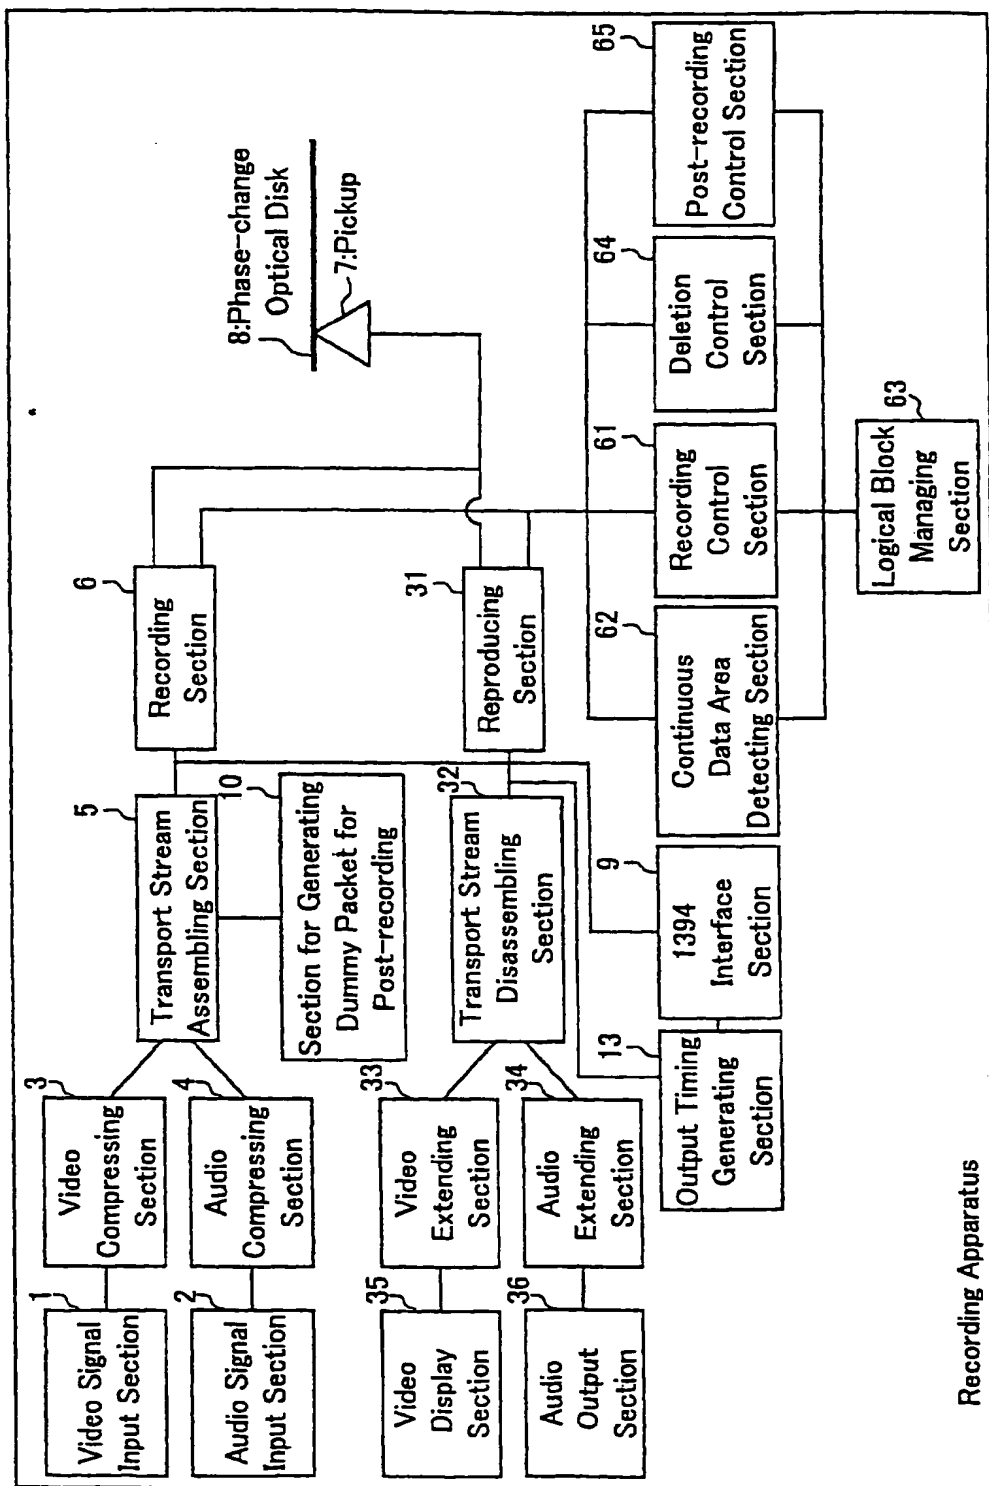 1
Video Signal
Input Section
3
Video
Compressing
Section
2
Audio Signal
Input Section
4
Audio
Compressing
Section
5
Transport Stream
Assembling Section
6
Recording
Section
8:Phase-change
Optical Disk
7:Pickup
10
Section for Generating
Dummy Packet for
Post-recording
35
Video
Display
Section
33
Video
Extending
Section
36
Audio
Output
Section
34
Audio
Extending
Section
32
Transport Stream
Disassembling
Section
31
Reproducing
Section
13
Output Timing
Generating
Section
9
1394
Interface
Section
62
Continuous
Data Area
Detecting Section
61
Recording
Control
Section
64
Deletion
Control
Section
65
Post-recording
Control Section
63
Logical Block
Managing
Section
Recording Apparatus